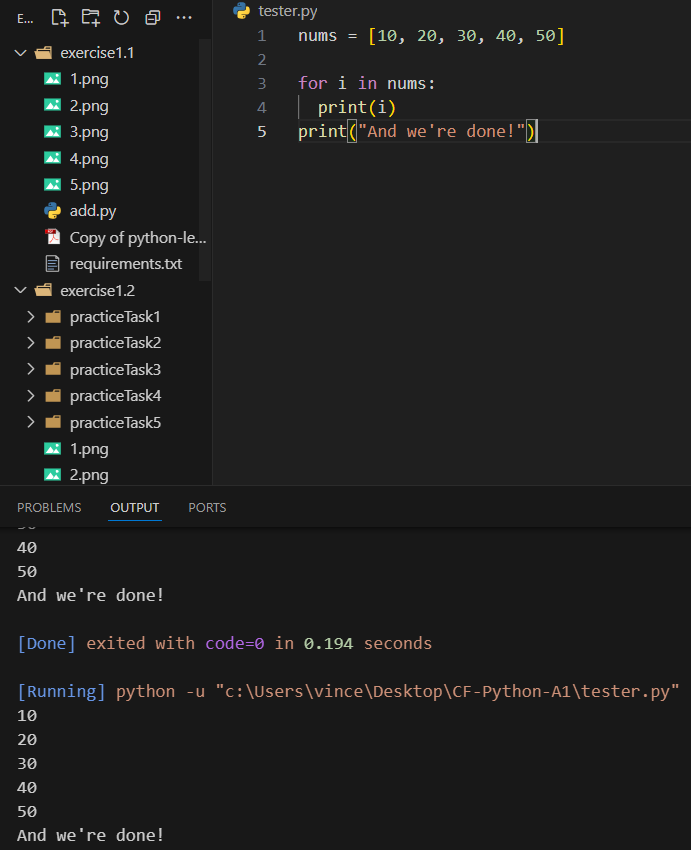 E...
exercise1.1
1.png
2.png
3.png
4.png
5.png
add.py
Copy of python-le...
requirements.txt
exercise1.2
practiceTask1
practiceTask2
practiceTask3
practiceTask4
practiceTask5
1.png
2.png
tester.py
1 nums = [10, 20, 30, 40, 50]
2
3 for i in nums:
4 print(i)
5 print("And we're done!")
PROBLEMS OUTPUT PORTS
40
50
And we're done!
[Done] exited with code=0 in 0.194 seconds
[Running] python -u "c:\Users\vince\Desktop\CF-Python-A1\tester.py"
10
20
30
40
50
And we're done!